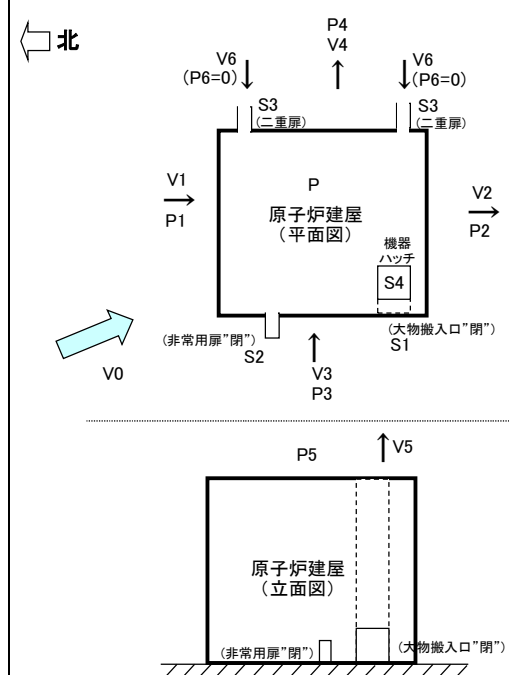 北
P4
V4
V6
(P6=0)
V6
(P6=0)
S3
(二重扉)
S3
(二重扉)
V1
P1
P
原子炉建屋
(平面図)
V2
P2
機器
ハッチ
S4
(非常用扉"閉")
S2
(大物搬入口"閉")
S1
V0
V3
P3
P5
V5
原子炉建屋
(立面図)
(非常用扉"閉")
(大物搬入口"閉")